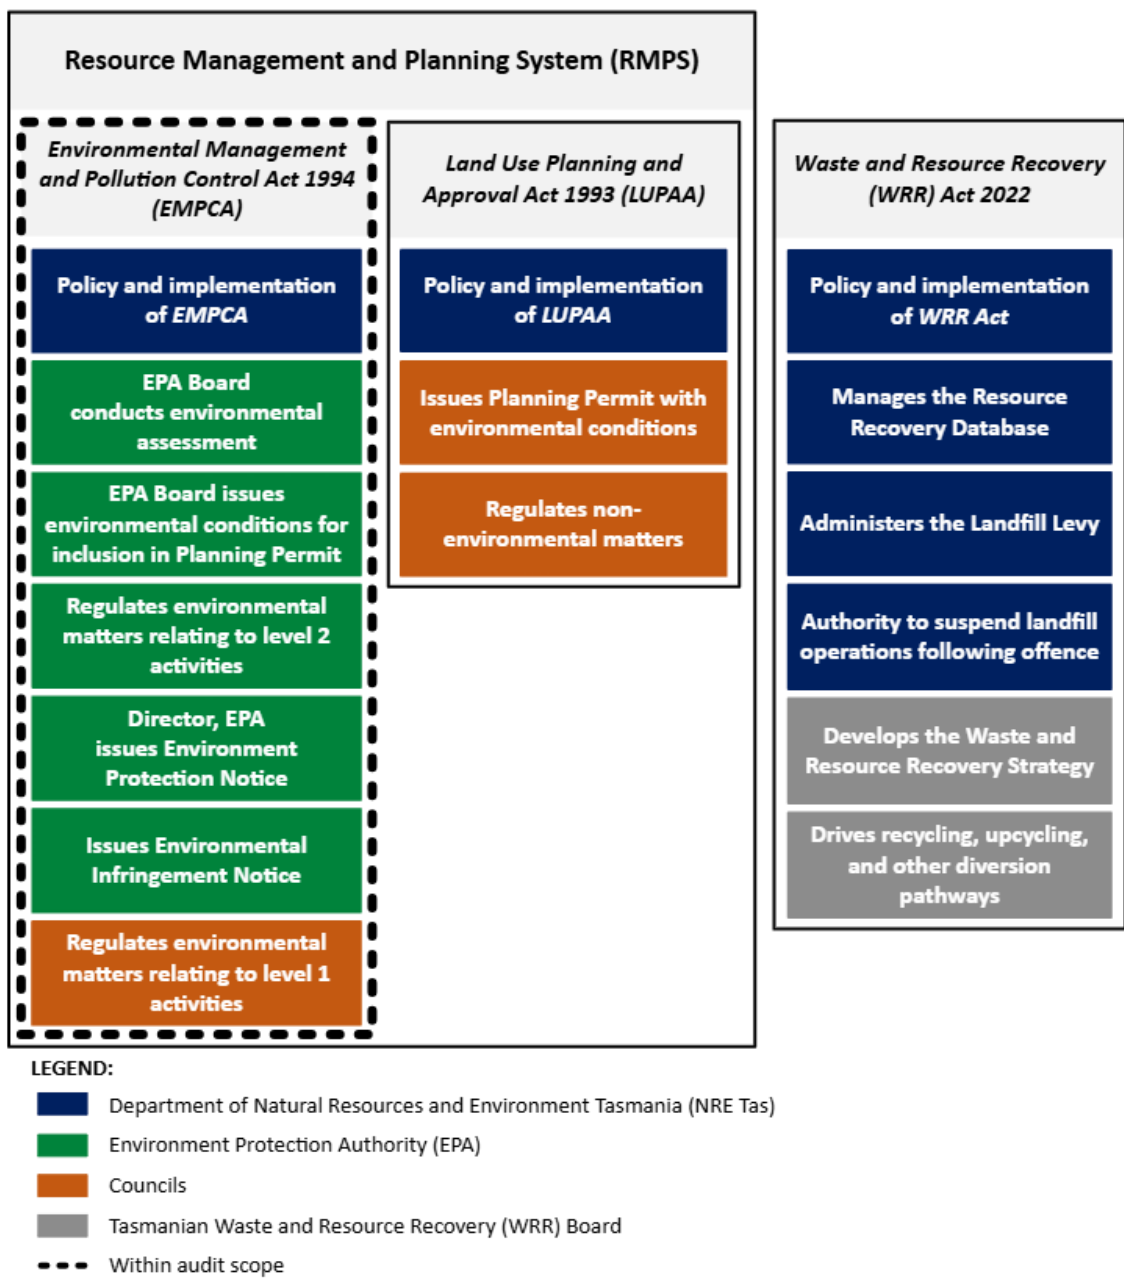 Resource Management and Planning System (RMPS)
Environmental Management
and Pollution Control Act 1994
(EMPCA)
Policy and implementation
of EMPCA
EPA Board
conducts environmental
assessment
EPA Board issues
environmental conditions for
inclusion in Planning Permit
Regulates environmental
matters relating to level 2
activities
Director, EPA
issues Environment
Protection Notice
Issues Environmental
Infringement Notice
Regulates environmental
matters relating to level 1
activities
Land Use Planning and
Approval Act 1993 (LUPAA)
Policy and implementation
of LUPAA
Issues Planning Permit with
environmental conditions
Regulates non-
environmental matters
Waste and Resource Recovery
(WRR) Act 2022
Policy and implementation
of WRR Act
Manages the Resource
Recovery Database
Administers the Landfill Levy
Authority to suspend landfill
operations following offence
Develops the Waste and
Resource Recovery Strategy
Drives recycling, upcycling,
and other diversion
pathways
LEGEND:
Department of Natural Resources and Environment Tasmania (NRE Tas)
Environment Protection Authority (EPA)
Councils
Tasmanian Waste and Resource Recovery (WRR) Board
Within audit scope